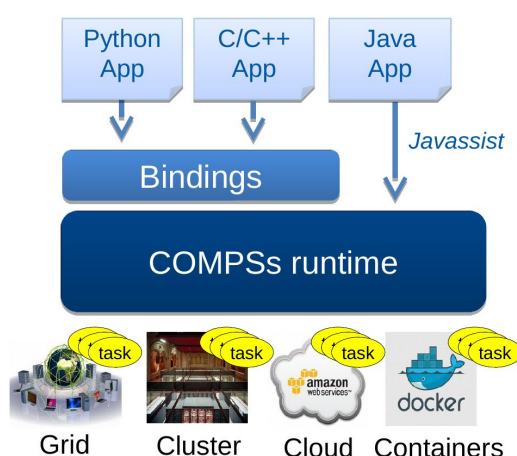 Python
App
C/C++
App
Java
App
Javassist
Bindings
COMPSs runtime
task
task
task
task
amazon
webservices™
docker
Grid
Cluster
Cloud
Containers